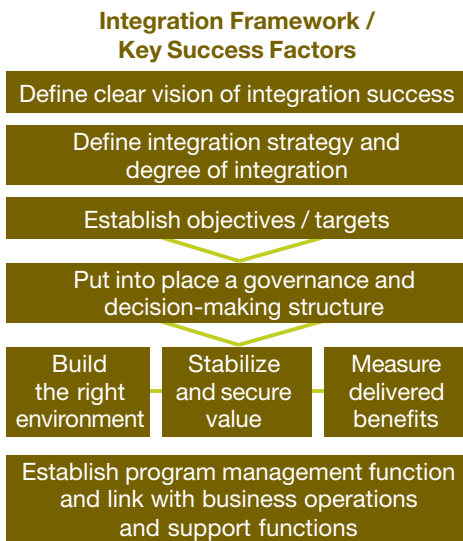 Integration Framework /
Key Success Factors
Define clear vision of integration success
Define integration strategy and
degree of integration
Establish objectives / targets
Put into place a governance and
decision-making structure
Build
the right
environment
Stabilize
and secure
value
Measure
delivered
benefits
Establish program management function
and link with business operations
and support functions